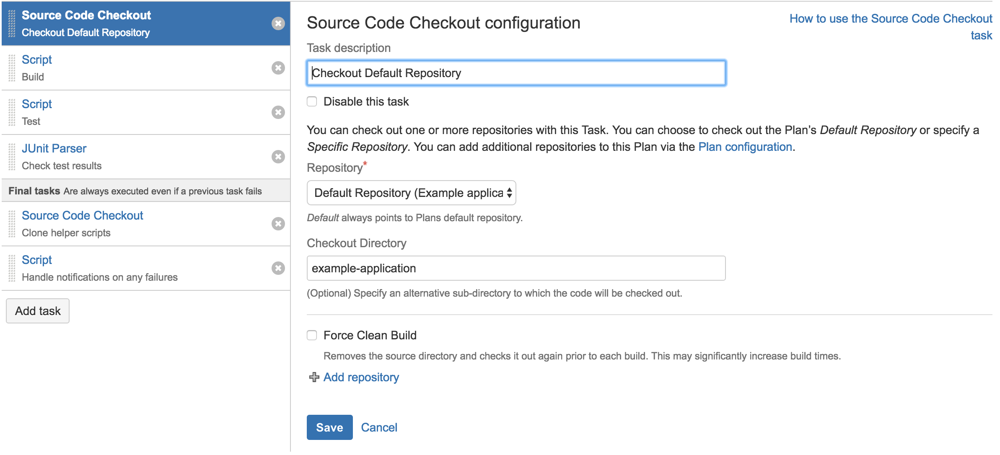 Source Code Checkout
Checkout Default Repository
Script
Build
Script
Test
JUnit Parser
Check test results
Final tasks Are always executed even if a previous task fails
Source Code Checkout
Clone helper scripts
Script
Handle notifications on any failures
Add task
Source Code Checkout configuration
How to use the Source Code Checkout
task
Task description
Checkout Default Repository
Disable this task
You can check out one or more repositories with this Task. You can choose to check out the Plan’s Default Repository or specify a
Specific Repository. You can add additional repositories to this Plan via the Plan configuration.
Repository*
Default Repository (Example applica
Default always points to Plans default repository.
Checkout Directory
example-application
(Optional) Specify an alternative sub-directory to which the code will be checked out.
Force Clean Build
Removes the source directory and checks it out again prior to each build. This may significantly increase build times.
Add repository
Save Cancel